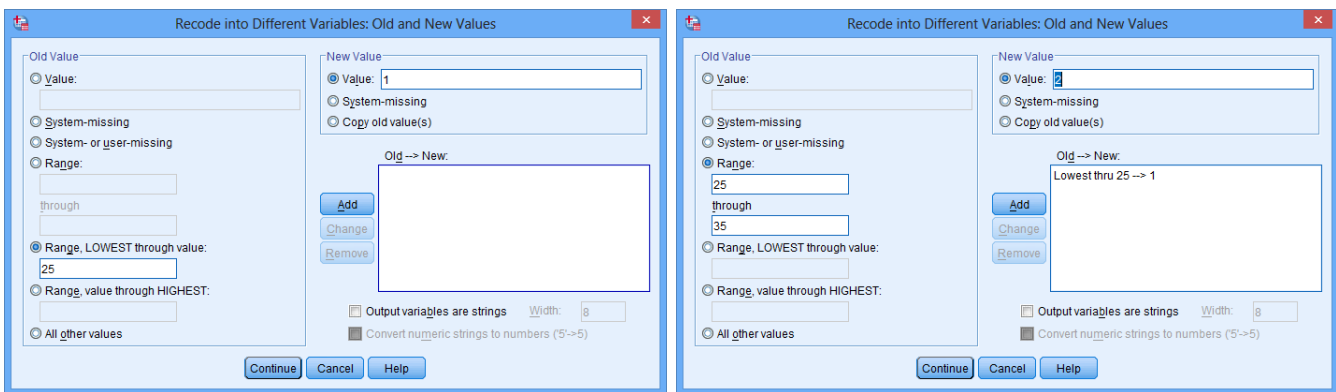 Recode into Different Variables: Old and New Values
Old Value
Value:
System-missing
System- or user-missing
Range:
through
Range, LOWEST through value:
25
Range, value through HIGHEST:
All other values
New Value
Value: 1
System-missing
Copy old value(s)
Old --> New:
Add
Change
Remove
Output variables are strings Width: 8
Convert numeric strings to numbers ('5'->5)
Continue Cancel Help
Recode into Different Variables: Old and New Values
Old Value
Value:
System-missing
System- or user-missing
Range:
25
through
35
Range, LOWEST through value:
Range, value through HIGHEST:
All other values
New Value
Value: 2
System-missing
Copy old value(s)
Old --> New:
Lowest thru 25 --> 1
Add
Change
Remove
Output variables are strings Width: 8
Convert numeric strings to numbers ('5'->5)
Continue Cancel Help